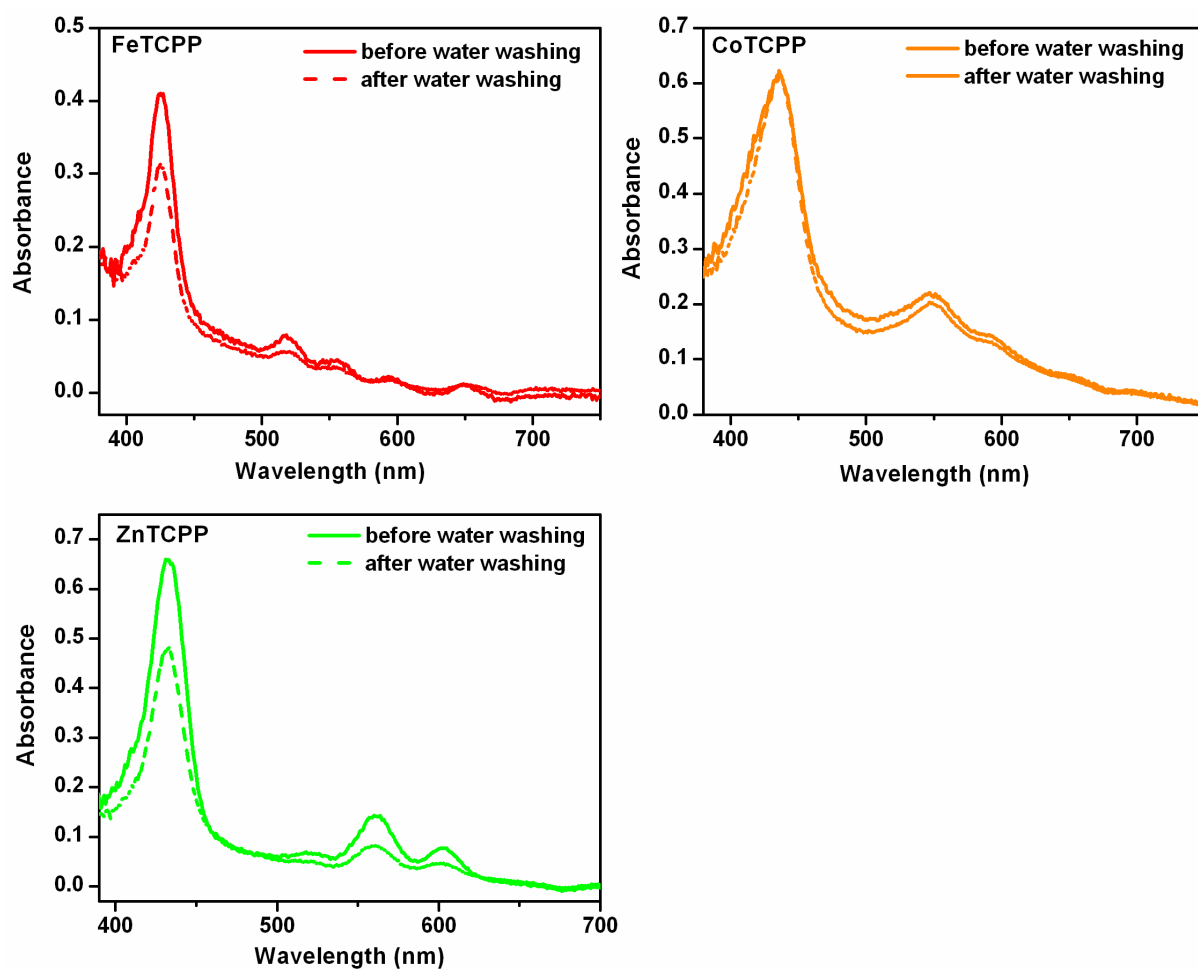 FeTCPP
before water washing
after water washing
0.5
0.4
0.3
0.2
0.1
0.0
Absorbance
400 500 600 700
Wavelength (nm)
CoTCPP
before water washing
after water washing
0.7
0.6
0.5
0.4
0.3
0.2
0.1
0.0
Absorbance
400 500 600 700
Wavelength (nm)
ZnTCPP
before water washing
after water washing
0.7
0.6
0.5
0.4
0.3
0.2
0.1
0.0
Absorbance
400 500 600 700
Wavelength (nm)